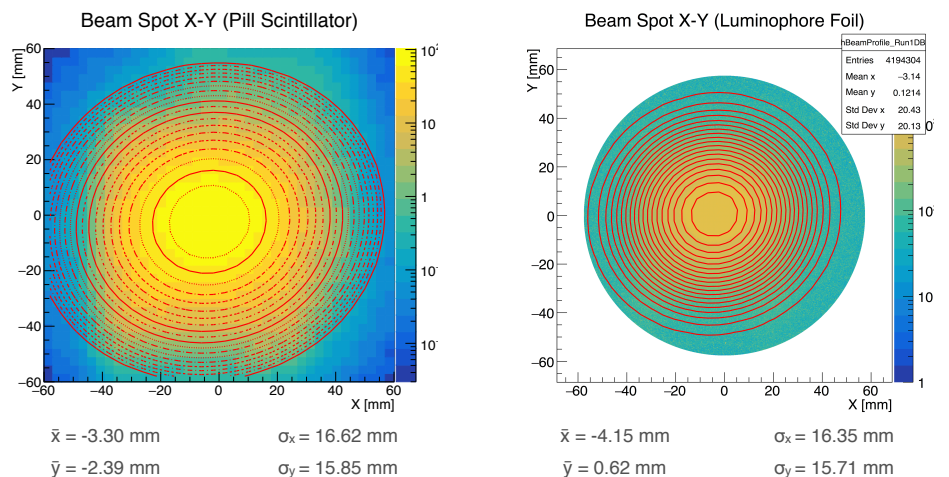 Beam Spot X-Y (Pill Scintillator)
Y [mm]
60
40
20
0
−20
−40
−60
−60 −40 −20 0 20 40 60
X [mm]
10²
10
1
10⁻
10⁻
x̄ = -3.30 mm σx = 16.62 mm
ȳ = -2.39 mm σy = 15.85 mm
Beam Spot X-Y (Luminophore Foil)
Y [mm]
60
40
20
0
−20
−40
−60
−60 −40 −20 0 20 40 60
X [mm]
hBeamProfile_Run1DB
Entries 4194304
Mean x −3.14
Mean y 0.1214
Std Dev x 20.43
Std Dev y 20.13
1
x̄ = -4.15 mm σx = 16.35 mm
ȳ = 0.62 mm σy = 15.71 mm